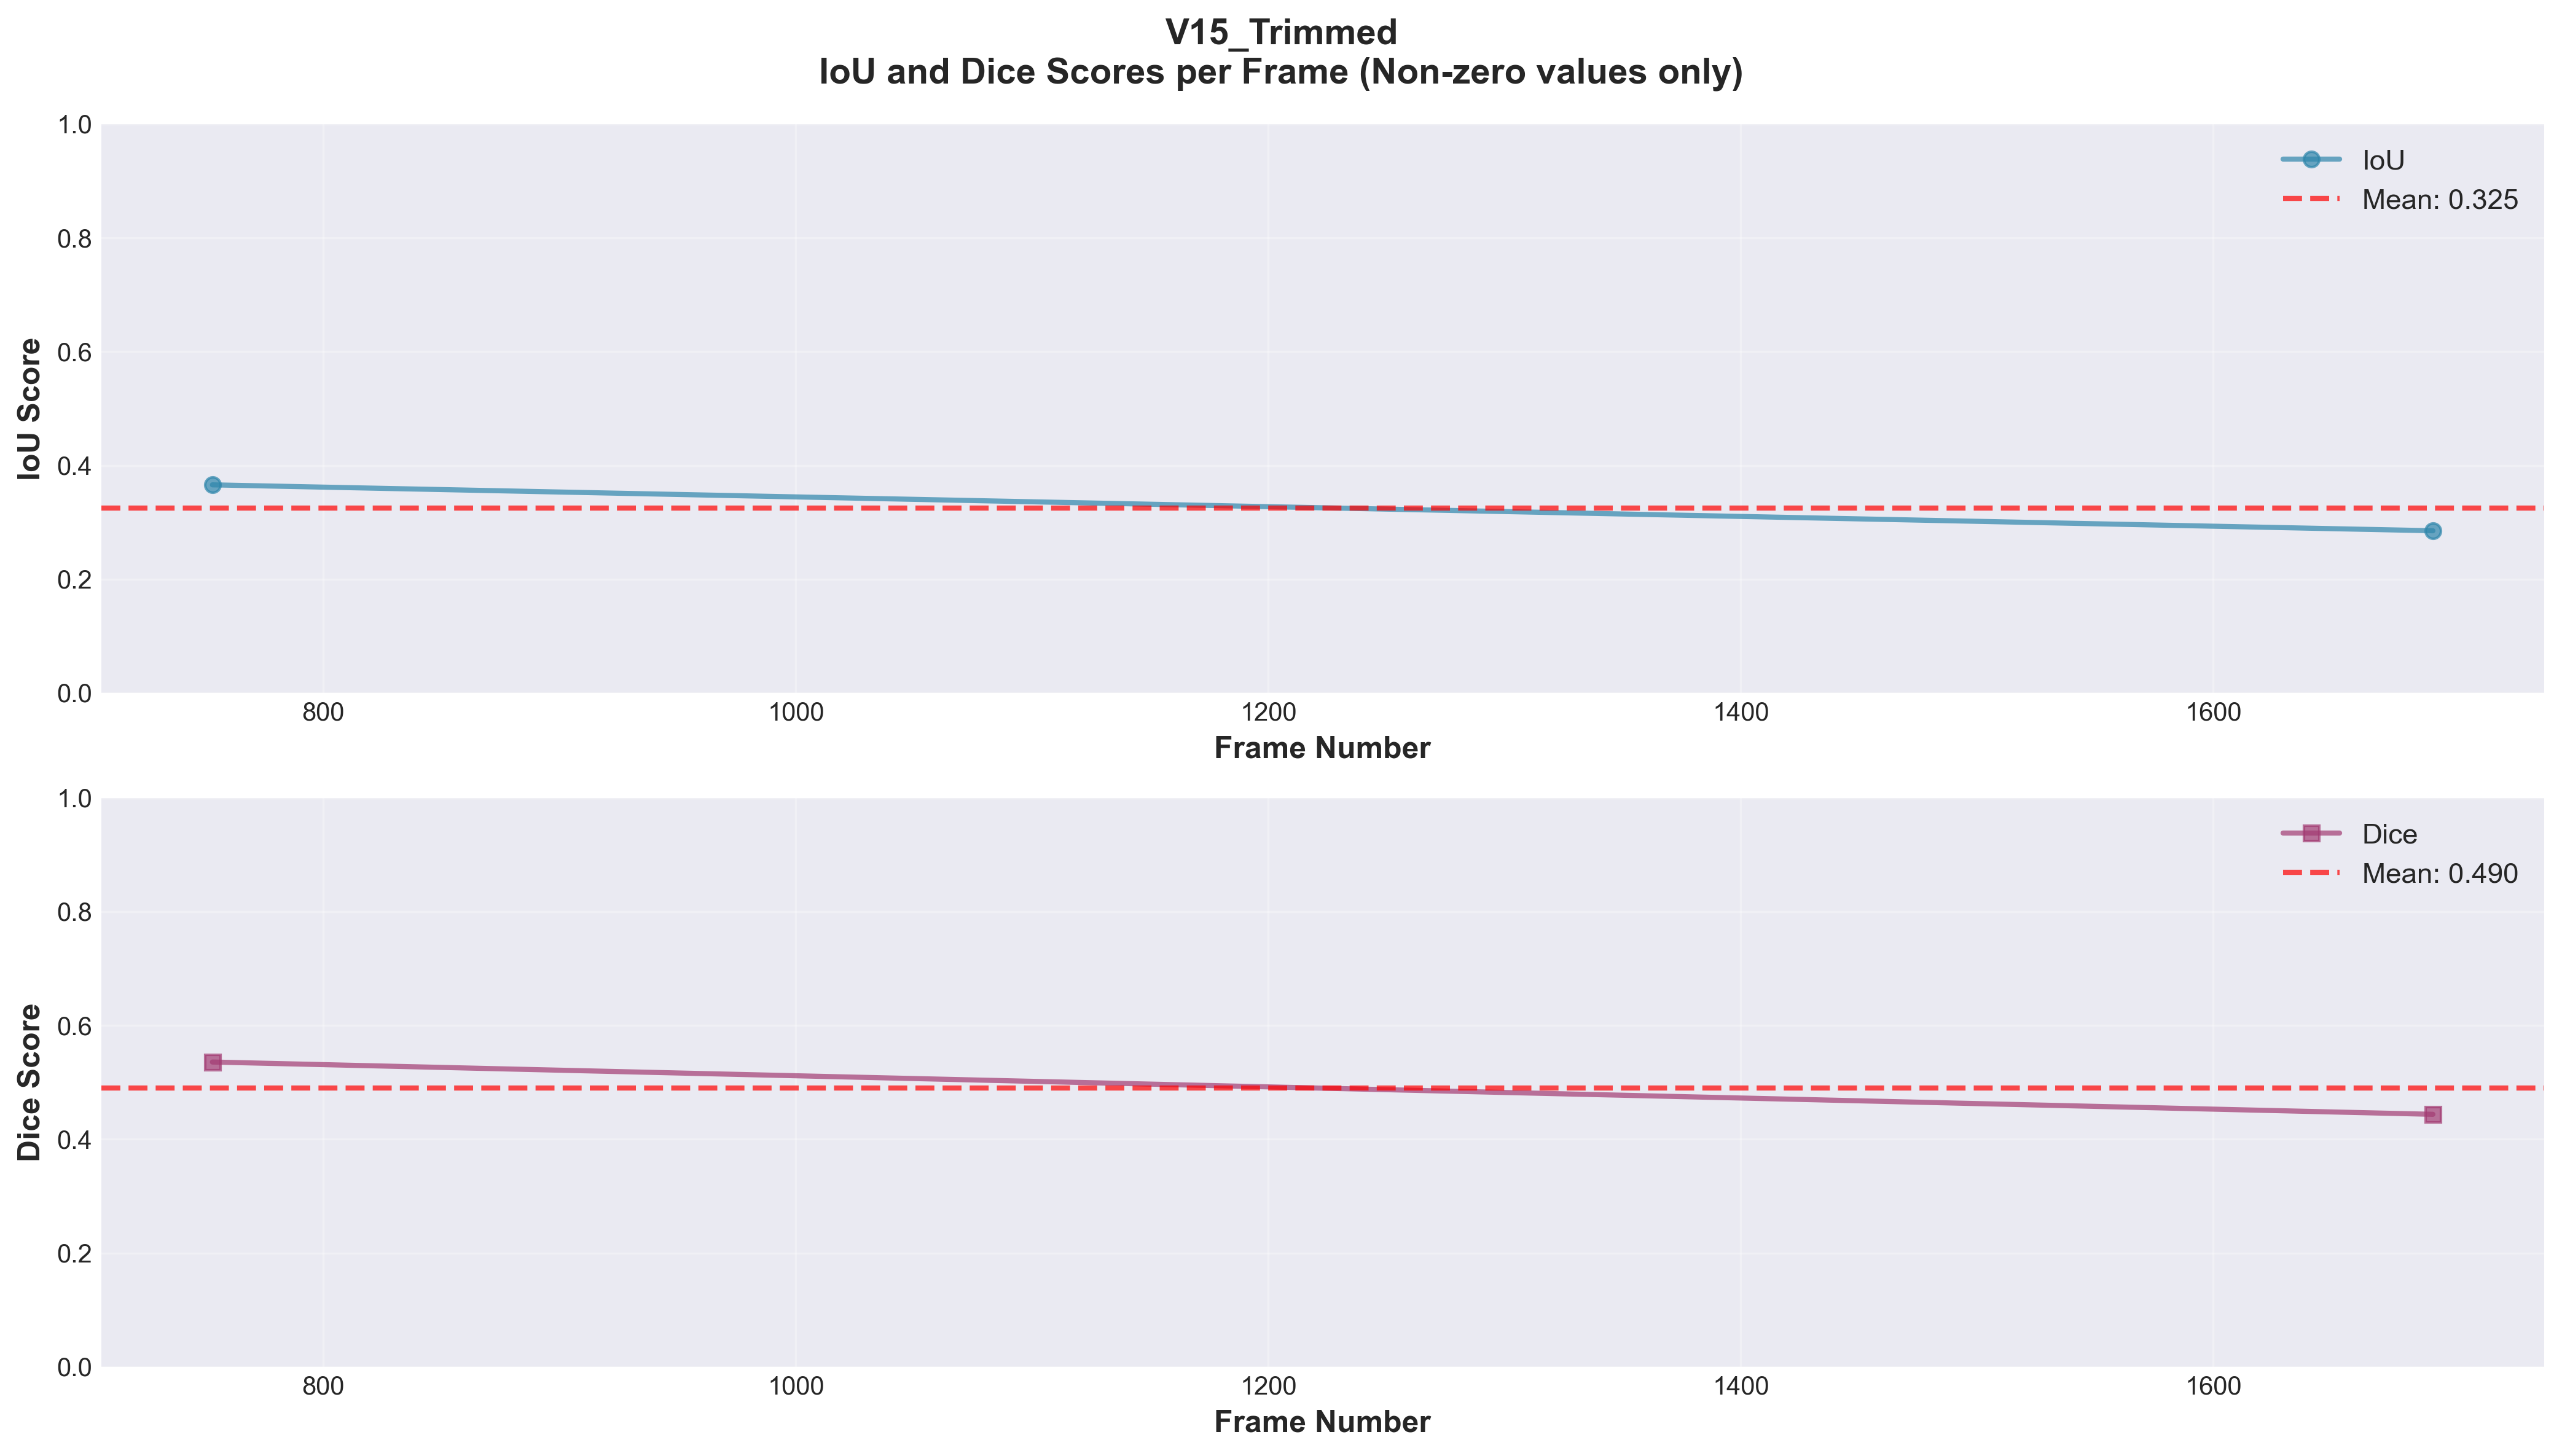 V15_Trimmed
IoU and Dice Scores per Frame (Non-zero values only)
1.0
0.8
0.6
0.4
0.2
0.0
IoU Score
IoU
Mean: 0.325
800 1000 1200 1400 1600
Frame Number
1.0
0.8
0.6
0.4
0.2
0.0
Dice Score
Dice
Mean: 0.490
800 1000 1200 1400 1600
Frame Number